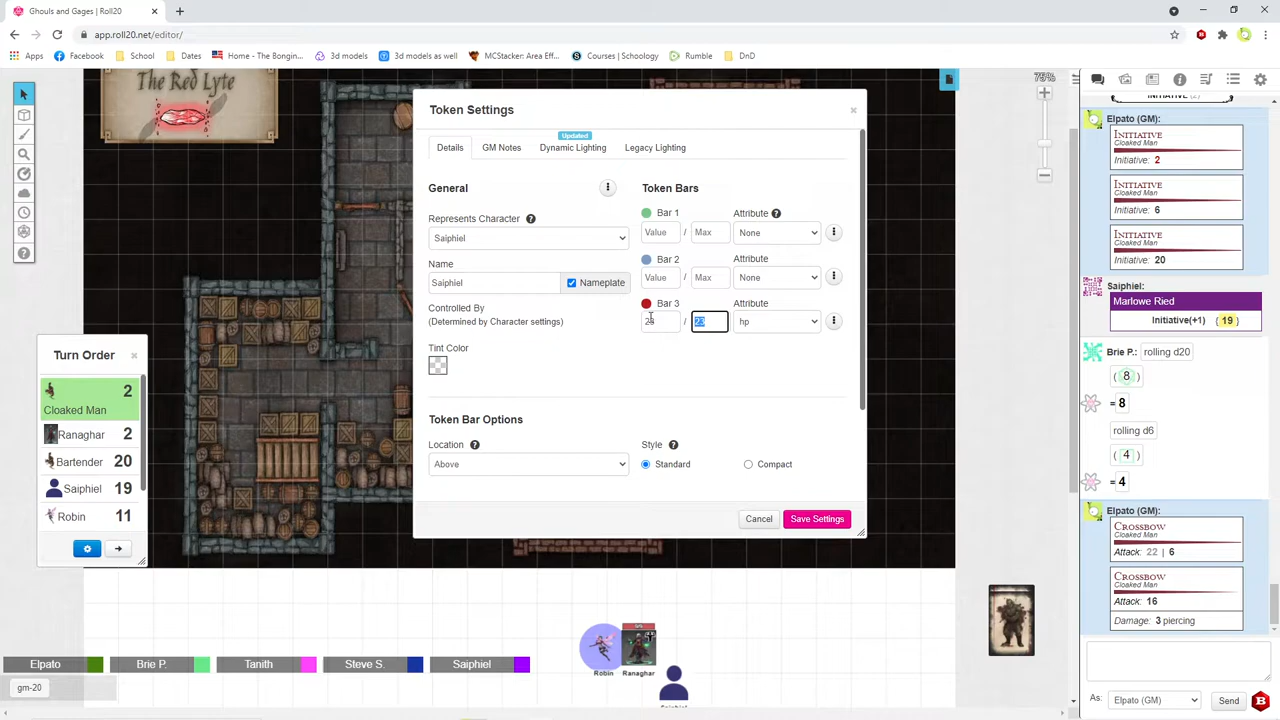 Ghouls and Gages | Roll20
app.roll20.net/editor/
Apps
Facebook
School
Dates
Home - The Bongin...
3d models
3d models as well
MCStacker: Area Eff...
Courses | Schoology
Rumble
DnD
The Red Lyte
75%
Token Settings
Updated
Details
GM Notes
Dynamic Lighting
Legacy Lighting
General
Represents Character
Saiphiel
Name
Saiphiel
Nameplate
Controlled By
(Determined by Character settings)
Tint Color
Token Bars
Bar 1
Attribute
Value / Max
None
Bar 2
Attribute
Value / Max
None
Bar 3
Attribute
/ 23
hp
Token Bar Options
Location
Above
Style
Standard
Compact
Cancel
Save Settings
Turn Order
Cloaked Man 2
Ranaghar 2
Bartender 20
Saiphiel 19
Robin 11
Elpato
Brie P.
Tanith
Steve S.
Saiphiel
gm-20
Robin
Ranaghar
Elpato (GM):
Initiative
Cloaked Man
Initiative: 2
Initiative
Cloaked Man
Initiative: 6
Initiative
Cloaked Man
Initiative: 20
Saiphiel:
Marlowe Ried
Initiative(+1) ( 19 )
Brie P.: rolling d20
( 8 )
= 8
rolling d6
( 4 )
= 4
Elpato (GM):
Crossbow
Cloaked Man
Attack: 22 | 6
Crossbow
Cloaked Man
Attack: 16
Damage: 3 piercing
As:
Elpato (GM)
Send